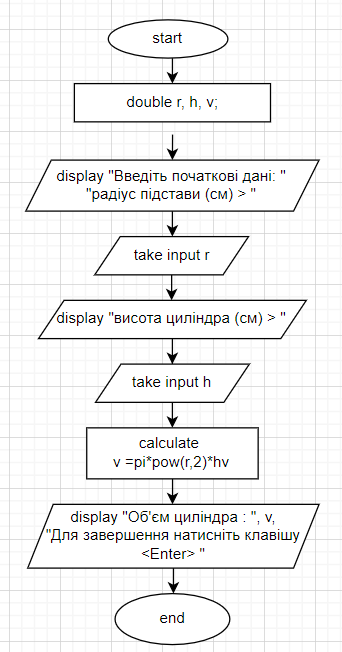 start
double r, h, v;
display "Введіть початкові дані: "
"радіус підстави (см) > "
take input r
display "висота циліндра (см) > "
take input h
calculate
v =pi*pow(r,2)*hv
display "Об'єм циліндра : ", v,
"Для завершення натисніть клавішу
<Enter> "
end